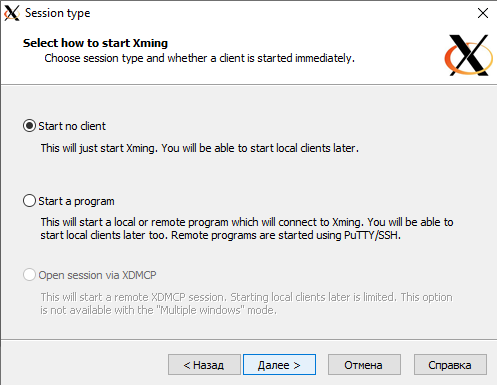 Session type
Select how to start Xming
Choose session type and whether a client is started immediately.
Start no client
This will just start Xming. You will be able to start local clients later.
Start a program
This will start a local or remote program which will connect to Xming. You will be able to
start local clients later too. Remote programs are started using PuTTY/SSH.
Open session via XDMCP
This will start a remote XDMCP session. Starting local clients later is limited. This option
is not available with the "Multiple windows" mode.
< Назад
Далее >
Отмена
Справка